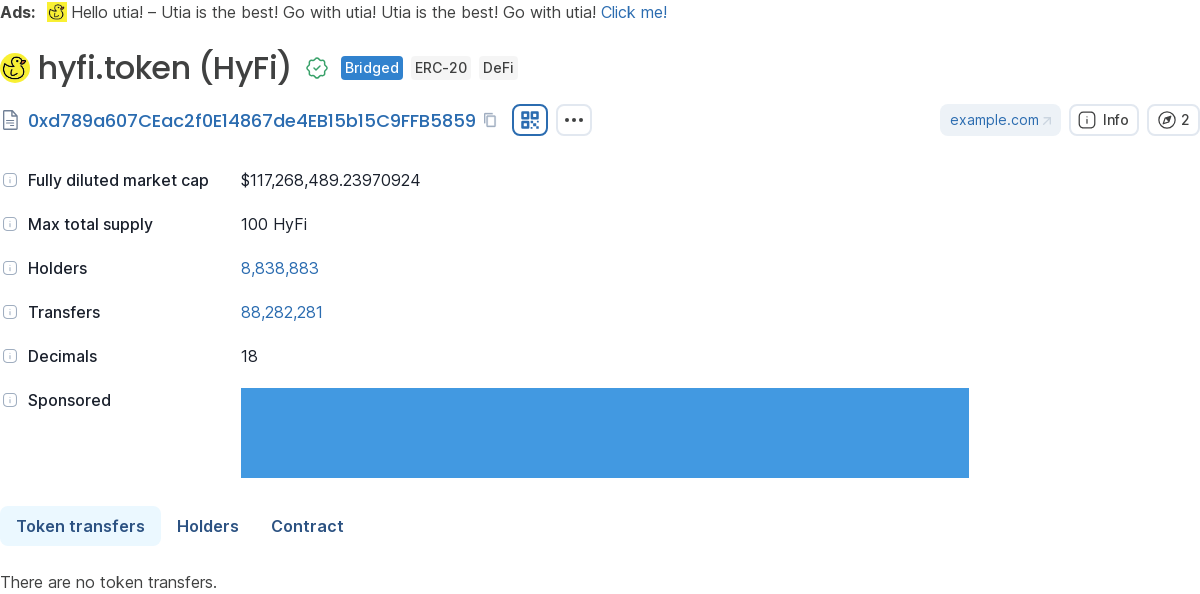 Ads: Hello utia! – Utia is the best! Go with utia! Utia is the best! Go with utia! Click me!
hyfi.token (HyFi) Bridged ERC-20 DeFi
0xd789a607CEac2f0E14867de4EB15b15C9FFB5859 example.com Info 2
Fully diluted market cap $117,268,489.23970924
Max total supply 100 HyFi
Holders 8,838,883
Transfers 88,282,281
Decimals 18
Sponsored
Token transfers Holders Contract
There are no token transfers.